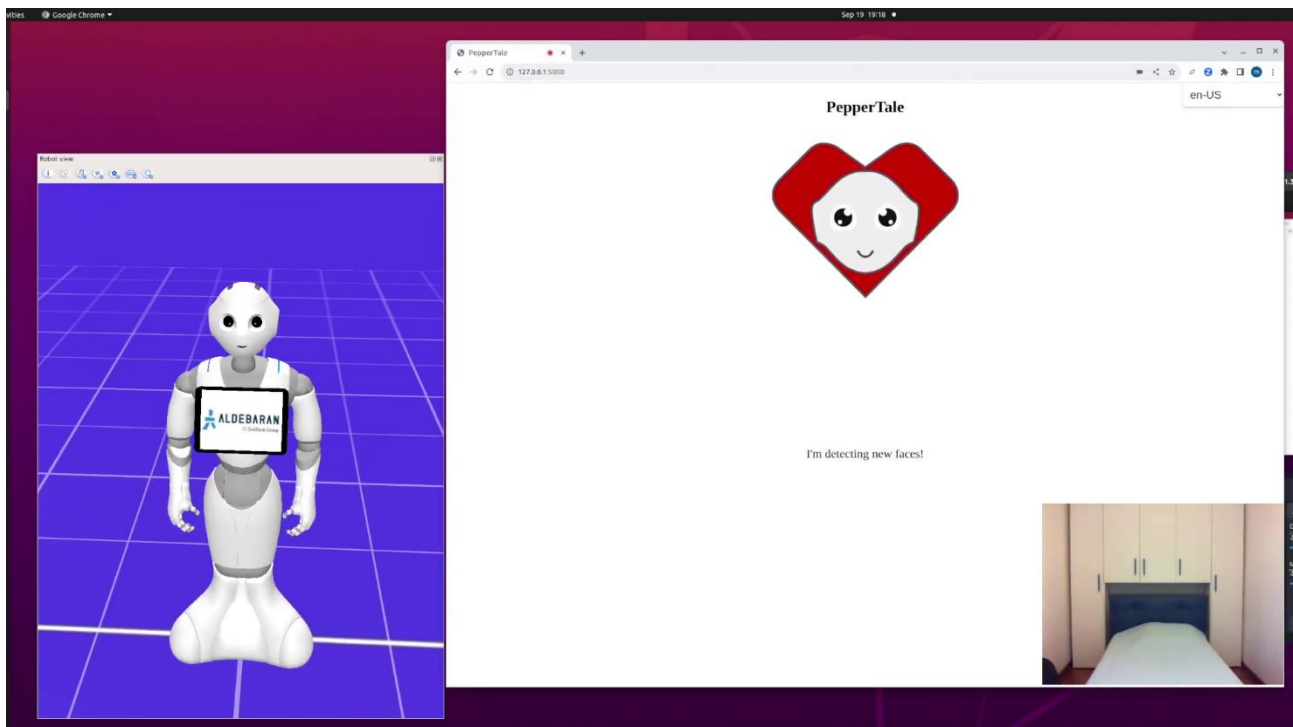 vities Google Chrome Sep 19 19:18
PepperTale
127.0.0.1:5000
en-US
PepperTale
Robot view
ALDEBARAN
I'm detecting new faces!